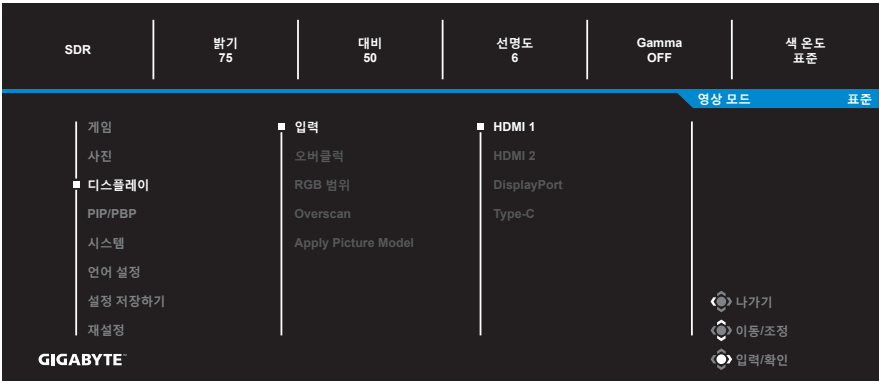 SDR
밝기
75
대비
50
선명도
6
Gamma
OFF
색 온도
표준
영상 모드 표준
게임
사진
디스플레이
PIP/PBP
시스템
언어 설정
설정 저장하기
재설정
입력
오버클럭
RGB 범위
Overscan
Apply Picture Model
HDMI 1
HDMI 2
DisplayPort
Type-C
나가기
이동/조정
입력/확인
GIGABYTE™